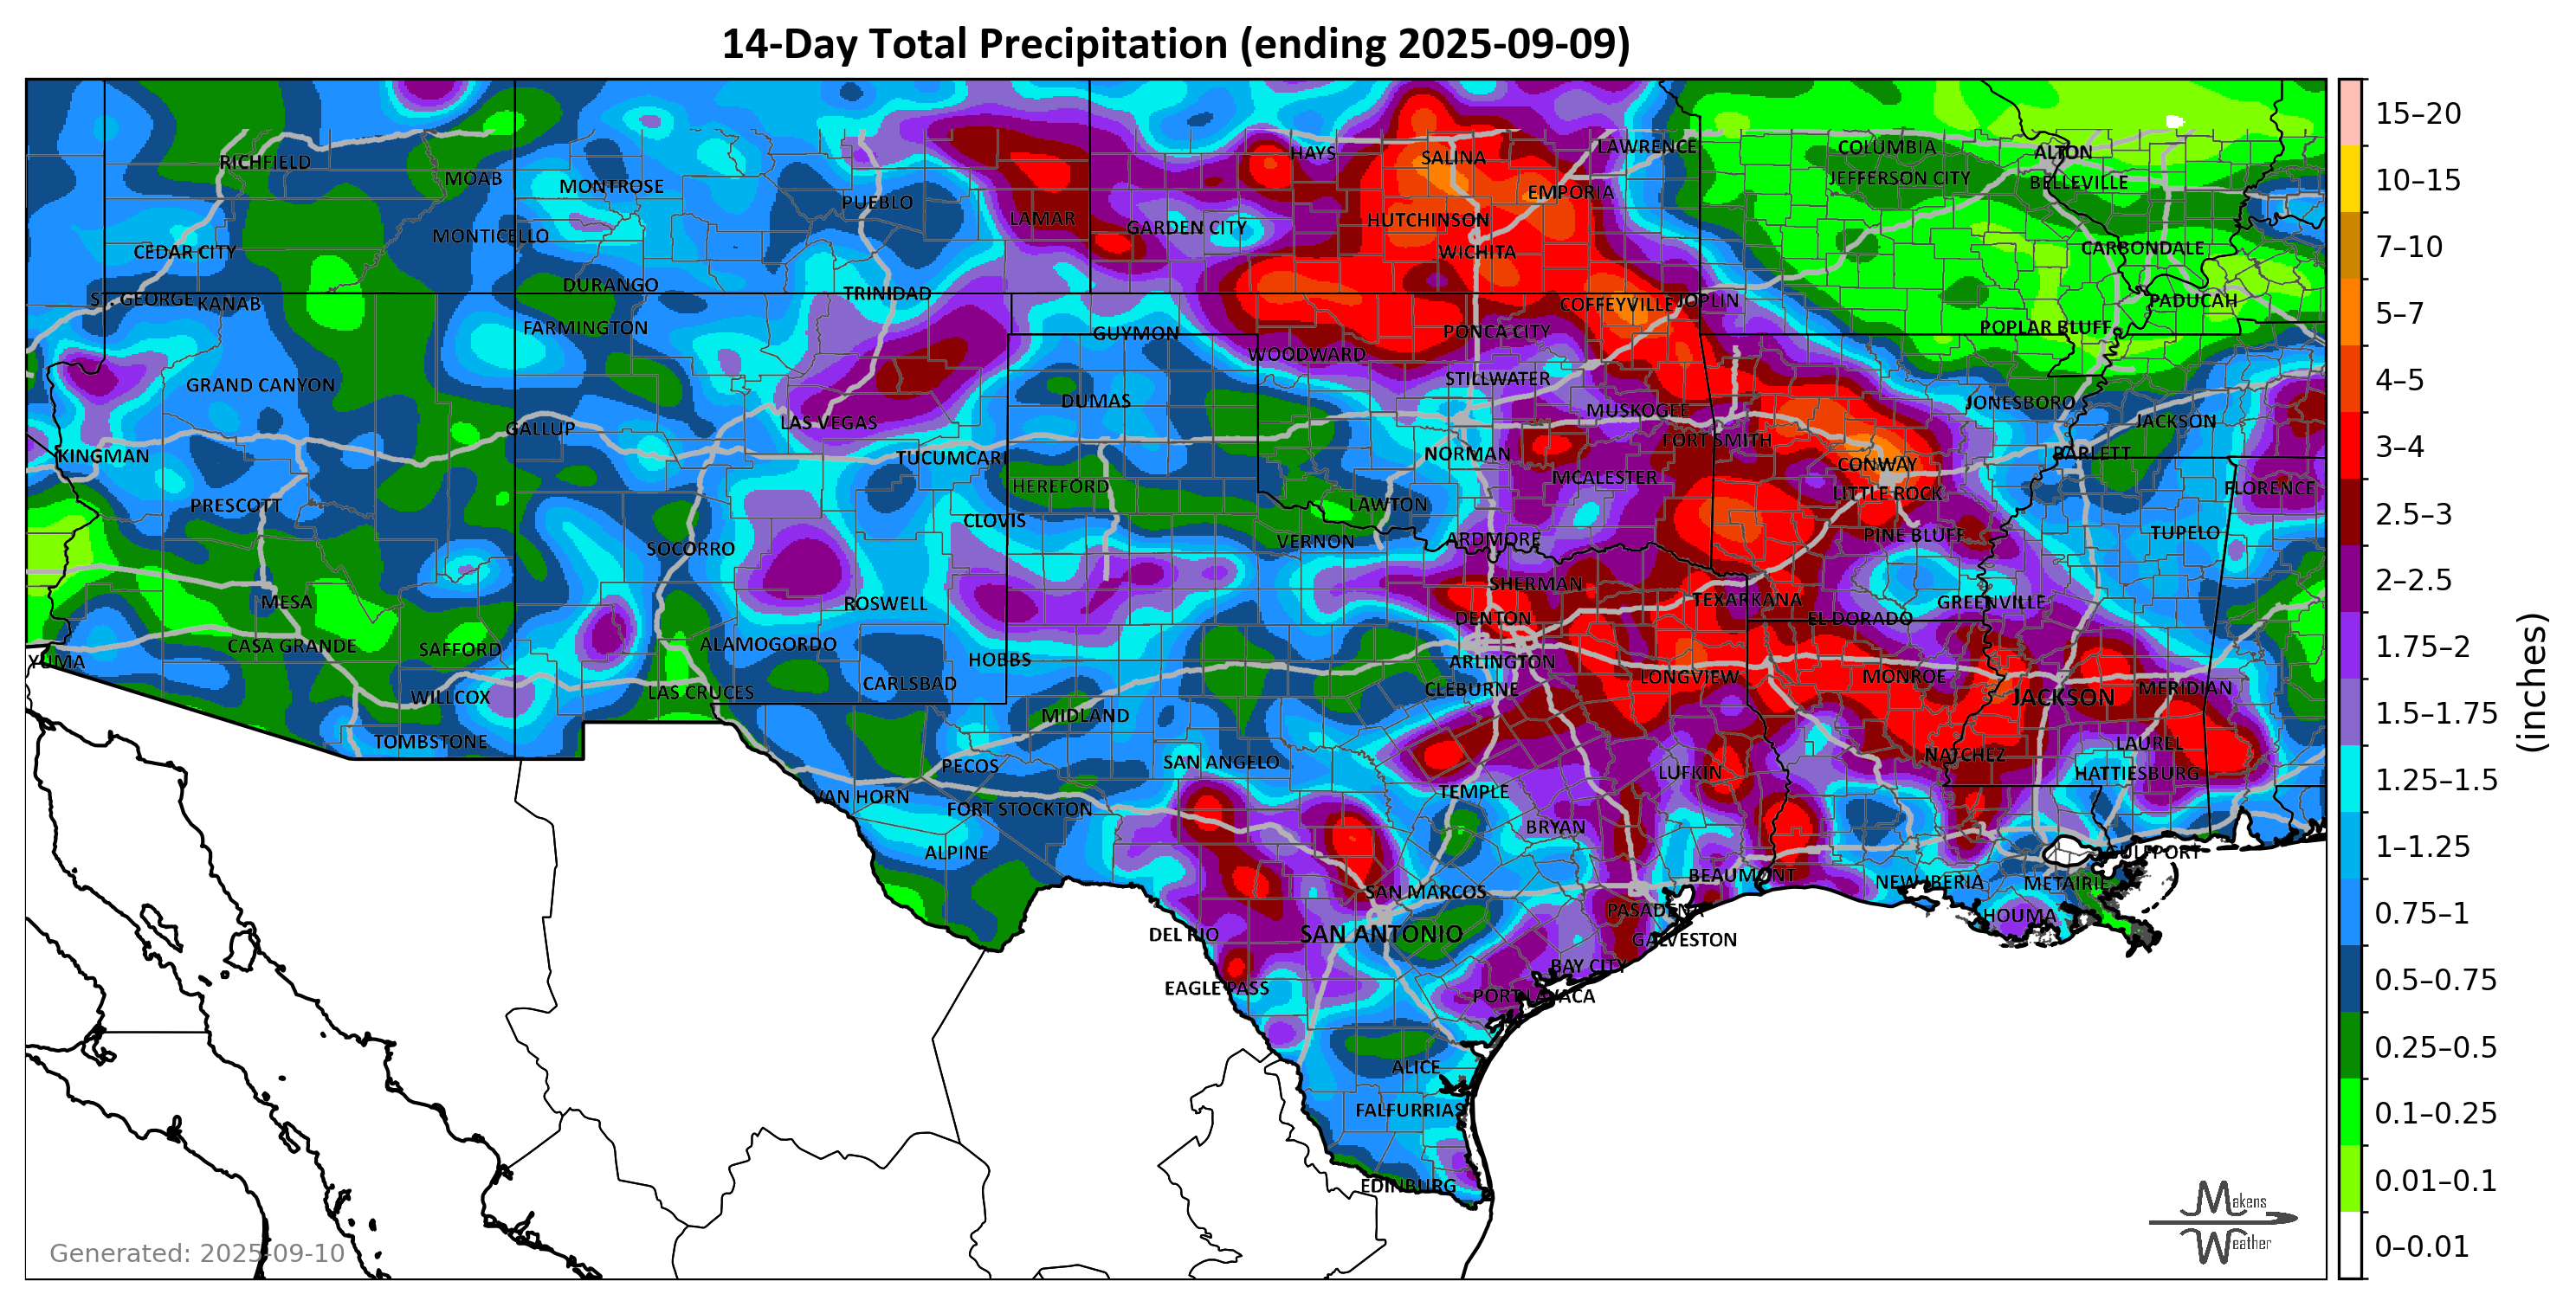 14-Day Total Precipitation (ending 2025-09-09)
RICHFIELD
MOAB
MONTROSE
PUEBLO
LAMAR
HAYS
SALINA
LAWRENCE
COLUMBIA
ALTON
JEFFERSON CITY
BELLEVILLE
EMPORIA
HUTCHINSON
GARDEN CITY
MONTICELLO
CEDAR CITY
WICHITA
CARBONDALE
DURANGO
TRINIDAD
ST. GEORGE
KANAB
COFFEYVILLE
JOPLIN
PADUCAH
FARMINGTON
GUYMON
PONCA CITY
POPLAR BLUFF
WOODWARD
GRAND CANYON
STILLWATER
DUMAS
MUSKOGEE
JONESBORO
LAS VEGAS
GALLUP
JACKSON
FORT SMITH
KINGMAN
TUCUMCARI
NORMAN
BARLETT
CONWAY
HEREFORD
MCALESTER
FLORENCE
LITTLE ROCK
PRESCOTT
LAWTON
CLOVIS
TUPELO
PINE BLUFF
VERNON
ARDMORE
SOCORRO
SHERMAN
MESA
ROSWELL
TEXARKANA
GREENVILLE
DENTON
EL DORADO
CASA GRANDE
SAFFORD
ALAMOGORDO
YUMA
HOBBS
ARLINGTON
LONGVIEW
MONROE
CARLSBAD
CLEBURNE
MERIDIAN
WILLCOX
LAS CRUCES
JACKSON
MIDLAND
TOMBSTONE
LAUREL
NATCHEZ
PECOS
SAN ANGELO
LUFKIN
HATTIESBURG
TEMPLE
VAN HORN
FORT STOCKTON
BRYAN
ALPINE
GULFPORT
BEAUMONT
NEW IBERIA
METAIRIE
SAN MARCOS
PASADENA
HOUMA
DEL RIO
SAN ANTONIO
GALVESTON
BAY CITY
EAGLE PASS
PORT LAVACA
ALICE
FALFURRIAS
EDINBURG
Generated: 2025-09-10
Makens
Weather
15–20
10–15
7–10
5–7
4–5
3–4
2.5–3
2–2.5
1.75–2
1.5–1.75
1.25–1.5
1–1.25
0.75–1
0.5–0.75
0.25–0.5
0.1–0.25
0.01–0.1
0–0.01
(inches)